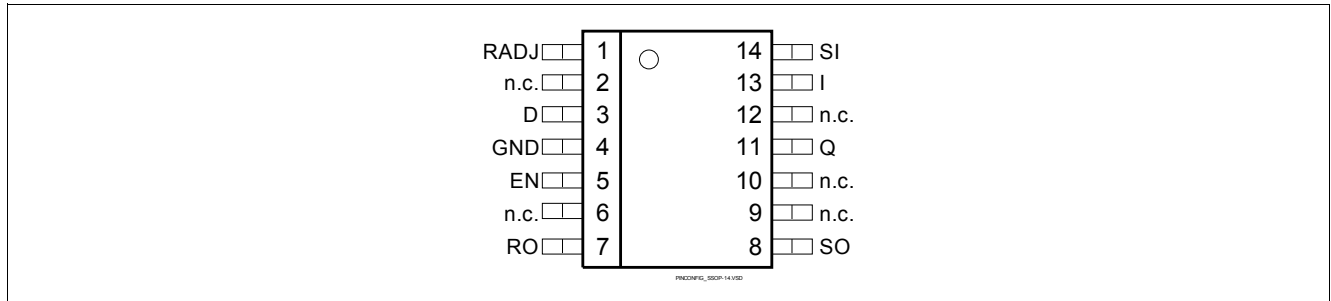 RADJ 1 14 SI
n.c. 2 13 I
D 3 12 n.c.
GND 4 11 Q
EN 5 10 n.c.
n.c. 6 9 n.c.
RO 7 8 SO
PINCONFIG_SSOP-14.VSD